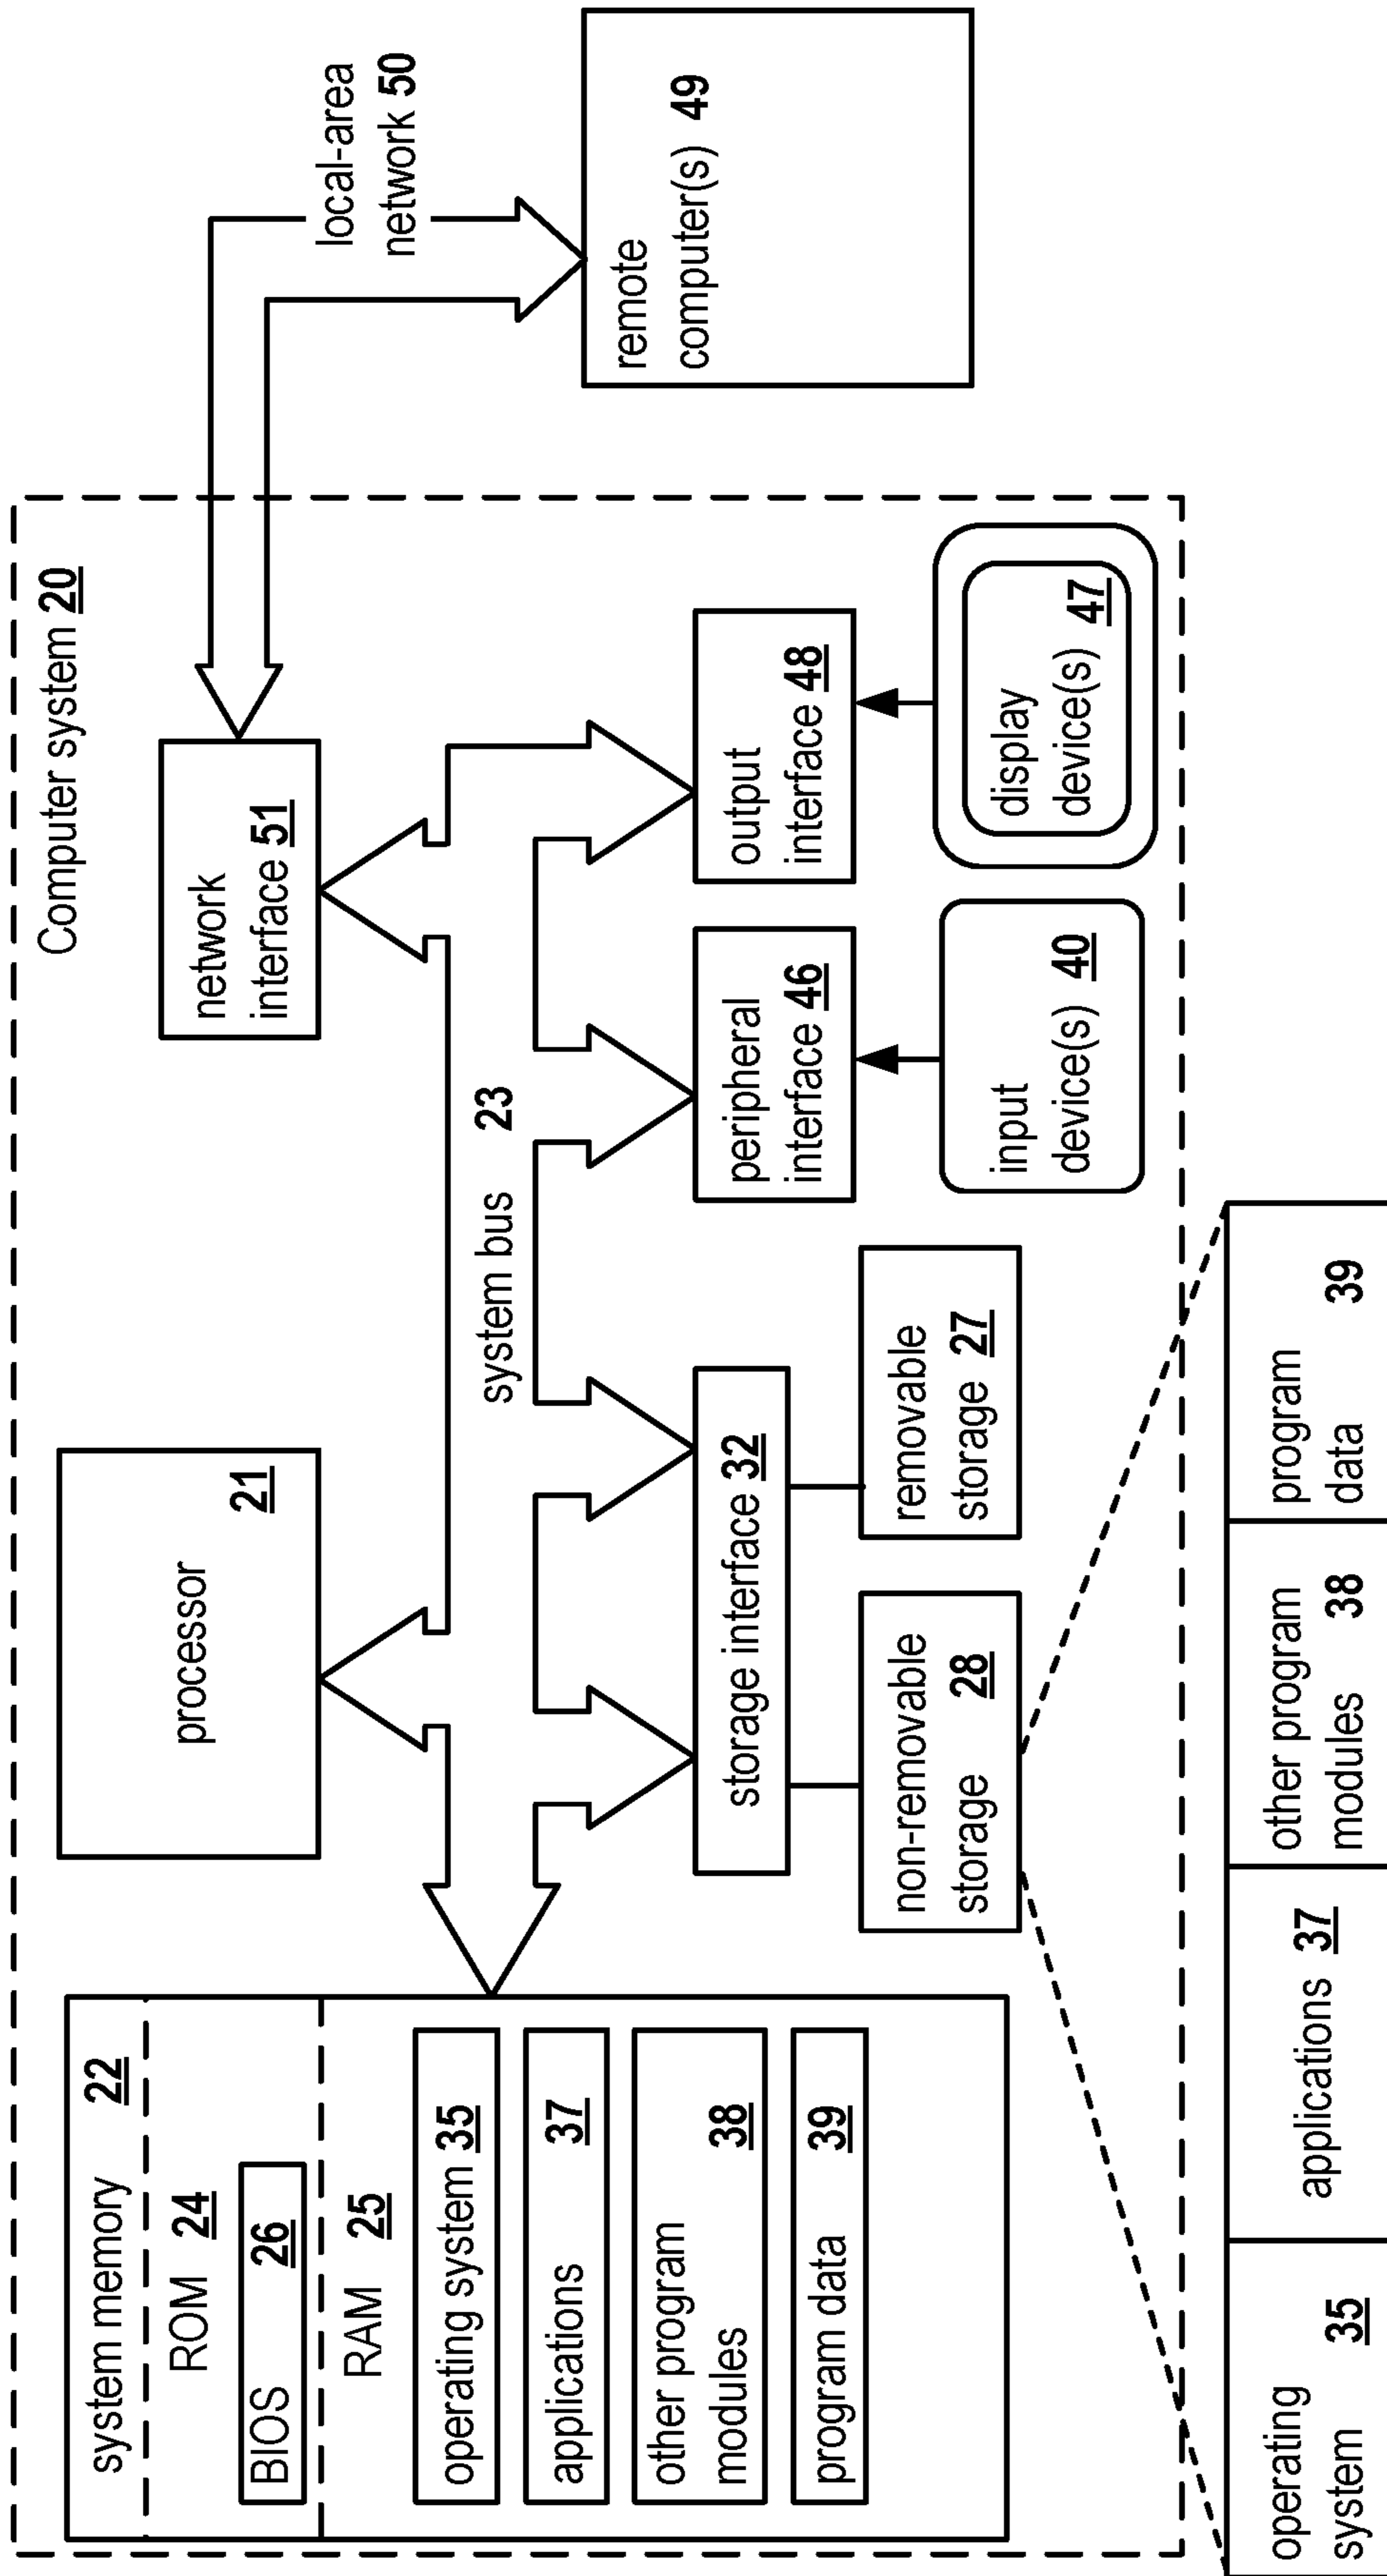 Computer system 20
system memory 22
ROM 24
BIOS 26
RAM 25
operating system 35
applications 37
other program
modules 38
program data 39
processor 21
network
interface 51
local-area
network 50
system bus 23
storage interface 32
peripheral
interface 46
output
interface 48
remote
computer(s) 49
non-removable
storage 28
removable
storage 27
input
device(s) 40
display
device(s) 47
operating
system 35
applications 37
other program
modules 38
program
data 39